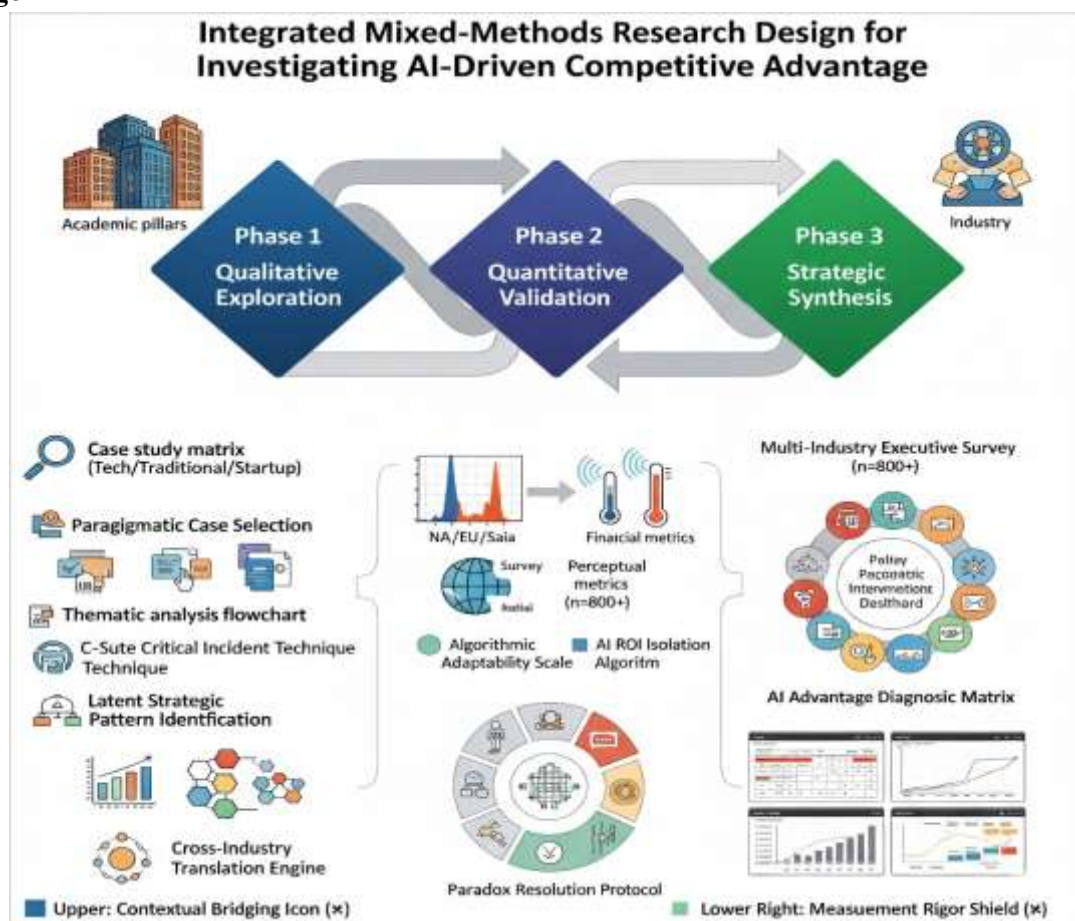 Integrated Mixed-Methods Research Design for
Investigating AI-Driven Competitive Advantage
Academic pillars
Industry
Phase 1
Qualitative
Exploration
Phase 2
Quantitative
Validation
Phase 3
Strategic
Synthesis
Case study matrix
(Tech/Traditional/Startup)
Paragigmatic Case Selection
Thematic analysis flowchart
C-Sute Critical Incident Technique
Technique
Latent Strategic
Pattern Identfication
Cross-Industry
Translation Engine
Upper: Contextual Bridging Icon (×)
NA/EU/Saia
Finaicial metrics
Survey
Perceptual
metrics
(n=800+)
Algorithmic
Adaptability Scale
AI ROI Isolation
Algoritm
Paradox Resolution Protocol
Multi-Industry Executive Survey
(n=800+)
AI Advantage Diagnosic Matrix
Lower Right: Measuement Rigor Shield (×)